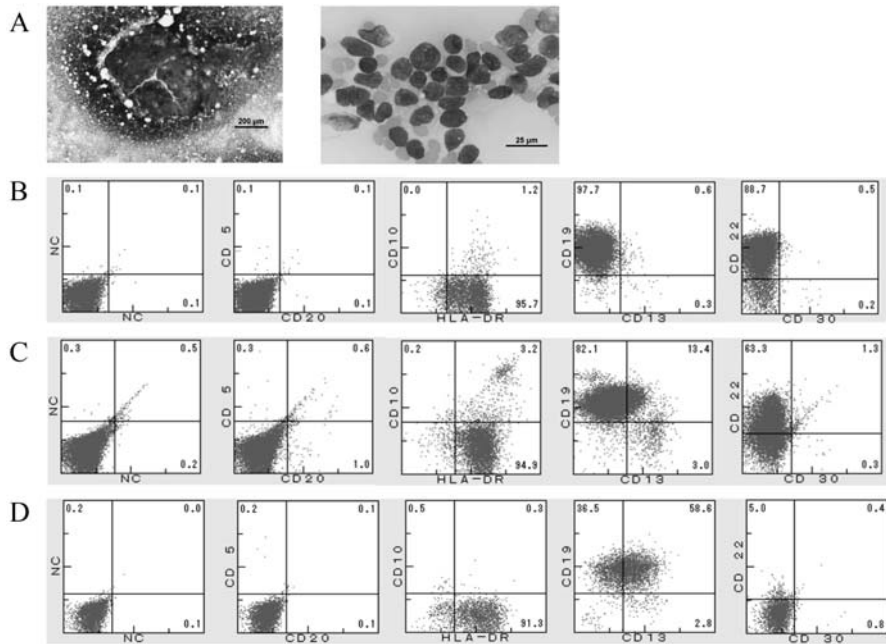 A
200 µm
25 µm
B
0.1 0.1
NC
0.1
NC
0.1 0.1
CD 5
0.1
CD20
0.0 1.2
CD10
95.7
HLA-DR
97.7 0.6
CD19
0.3
CD13
88.7 0.5
CD 22
0.2
CD 30
C
0.3 0.5
NC
0.2
NC
0.3 0.6
CD 5
1.0
CD20
0.2 3.2
CD10
94.9
HLA-DR
82.1 13.4
CD19
3.0
CD13
63.3 1.3
CD 22
0.3
CD 30
D
0.2 0.0
NC
0.1
NC
0.2 0.1
CD 5
0.1
CD20
0.5 0.3
CD10
91.3
HLA-DR
36.5 58.6
CD19
2.8
CD13
5.0 0.4
CD 22
0.8
CD 30